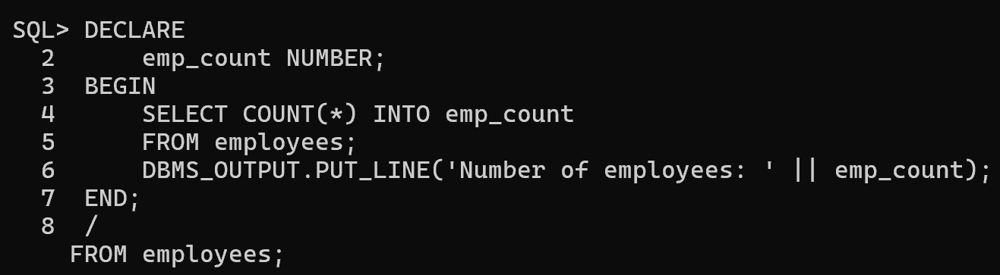 SQL> DECLARE
  2      emp_count NUMBER;
  3  BEGIN
  4      SELECT COUNT(*) INTO emp_count
  5      FROM employees;
  6      DBMS_OUTPUT.PUT_LINE('Number of employees: ' || emp_count);
  7  END;
  8  /
    FROM employees;